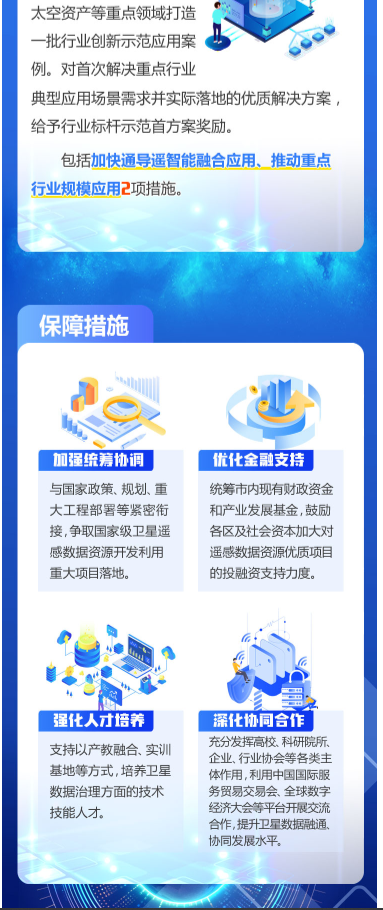 太空资产等重点领域打造
一批行业创新示范应用案
例。对首次解决重点行业
典型应用场景需求并实际落地的优质解决方案，
给予行业标杆示范首方案奖励。
包括加快通导遥智能融合应用、推动重点
行业规模应用2项措施。
保障措施
加强统筹协调
与国家政策、规划、重
大工程部署等紧密衔
接，争取国家级卫星遥
感数据资源开发利用
重大项目落地。
优化金融支持
统筹市内现有财政资金
和产业发展基金，鼓励
各区及社会资本加大对
遥感数据资源优质项目
的投融资支持力度。
强化人才培养
支持以产教融合、实训
基地等方式，培养卫星
数据治理方面的技术
技能人才。
深化协同合作
充分发挥高校、科研院所、
企业、行业协会等各类主
体作用，利用中国国际服
务贸易交易会、全球数字
经济大会等平台开展交流
合作，提升卫星数据融通、
协同发展水平。